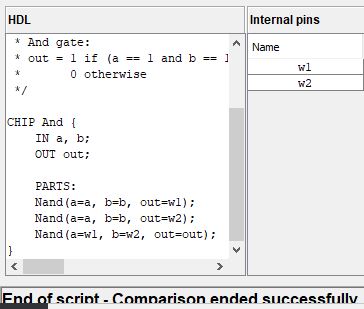 HDL
* And gate:
* out = 1 if (a == 1 and b == 1
* 0 otherwise
*/
CHIP And {
IN a, b;
OUT out;
PARTS:
Nand(a=a, b=b, out=w1);
Nand(a=a, b=b, out=w2);
Nand(a=w1, b=w2, out=out);
}
Internal pins
Name
w1
w2
End of script - Comparison ended successfully